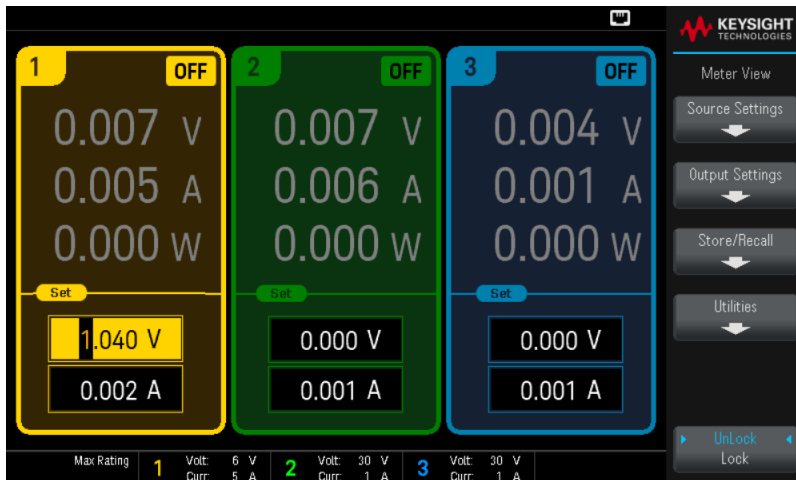 KEYSIGHT
TECHNOLOGIES
1 OFF 2 OFF 3 OFF
0.007 V 0.007 V 0.004 V
0.005 A 0.006 A 0.001 A
0.000 W 0.000 W 0.000 W
Set Set Set
1.040 V 0.000 V 0.000 V
0.002 A 0.001 A 0.001 A
Meter View
Source Settings
Output Settings
Store/Recall
Utilities
UnLock
Lock
Max Rating 1 Volt: 6 V 2 Volt: 30 V 3 Volt: 30 V
Curr: 5 A Curr: 1 A Curr: 1 A